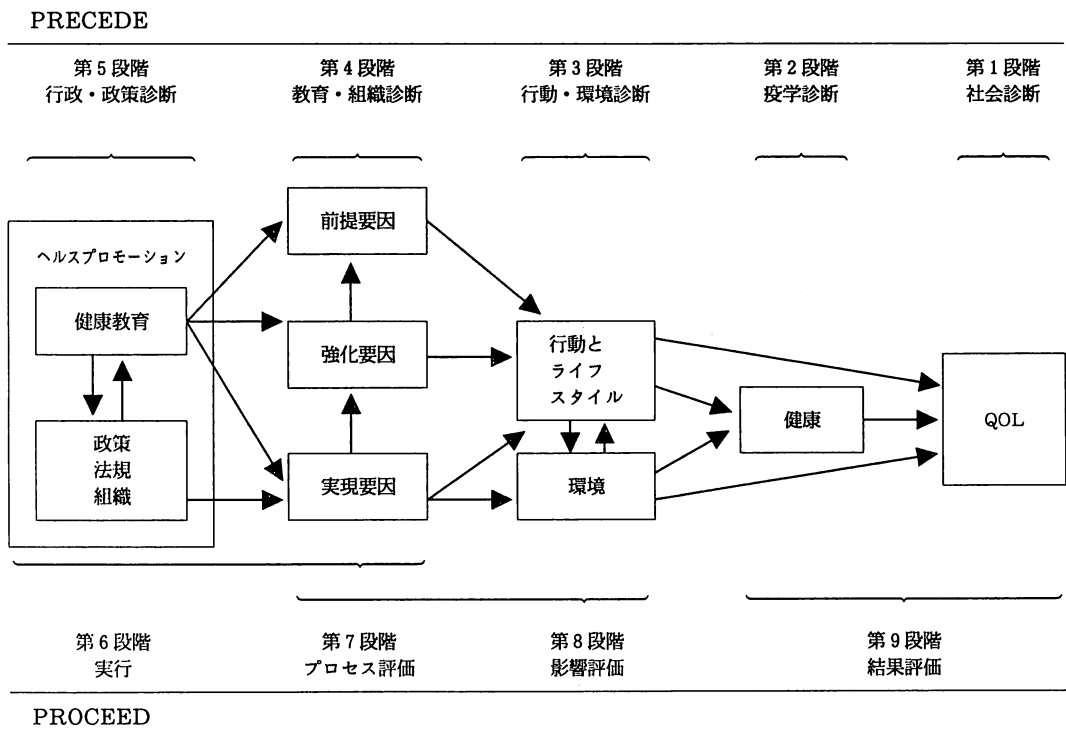 PRECEDE
第5段階
行政・政策診断
第4段階
教育・組織診断
第3段階
行動・環境診断
第2段階
疫学診断
第1段階
社会診断
ヘルスプロモーション
健康教育
政策
法規
組織
前提要因
強化要因
実現要因
行動と
ライフ
スタイル
環境
健康
QOL
第6段階
実行
第7段階
プロセス評価
第8段階
影響評価
第9段階
結果評価
PROCEED